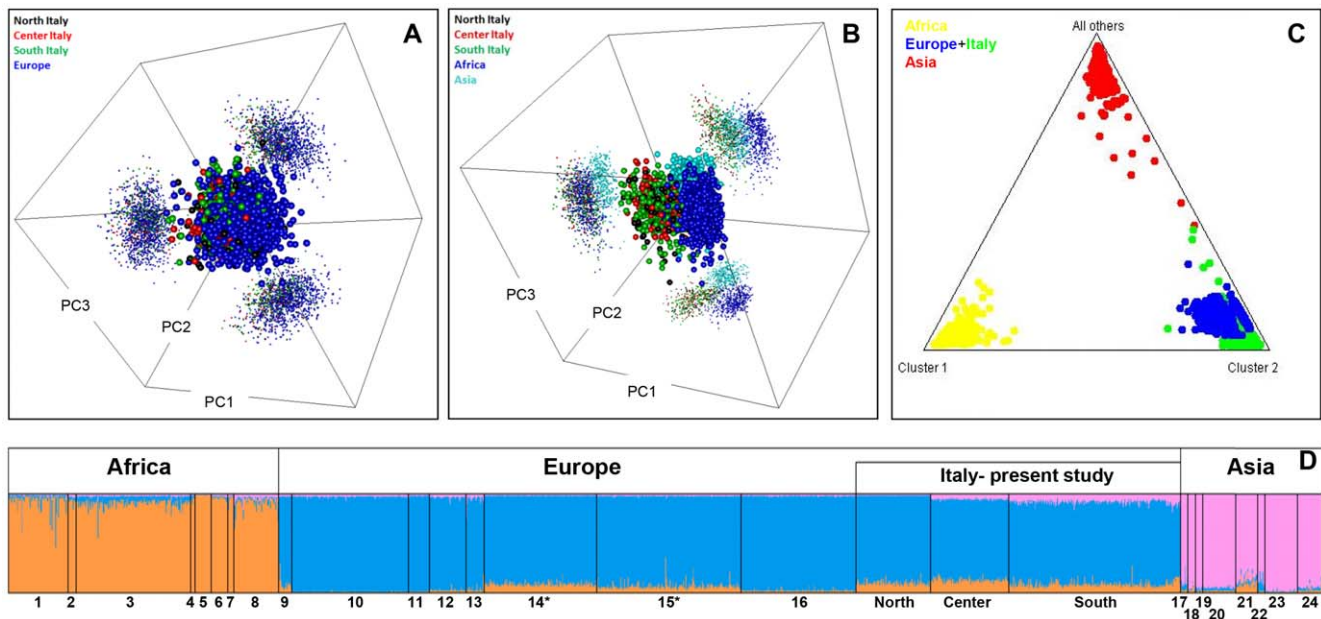 North Italy
Center Italy
South Italy
Europe
A
PC3
PC2
PC1
North Italy
Center Italy
South Italy
Africa
Asia
B
PC3
PC2
PC1
Africa
Europe+Italy
Asia
All others
C
Cluster 1
Cluster 2
Africa
Europe
Italy- present study
Asia
D
1 2 3 4 5 6 7 8 9 10 11 12 13 14* 15* 16 North Center South 17 18 19 20 21 22 23 24